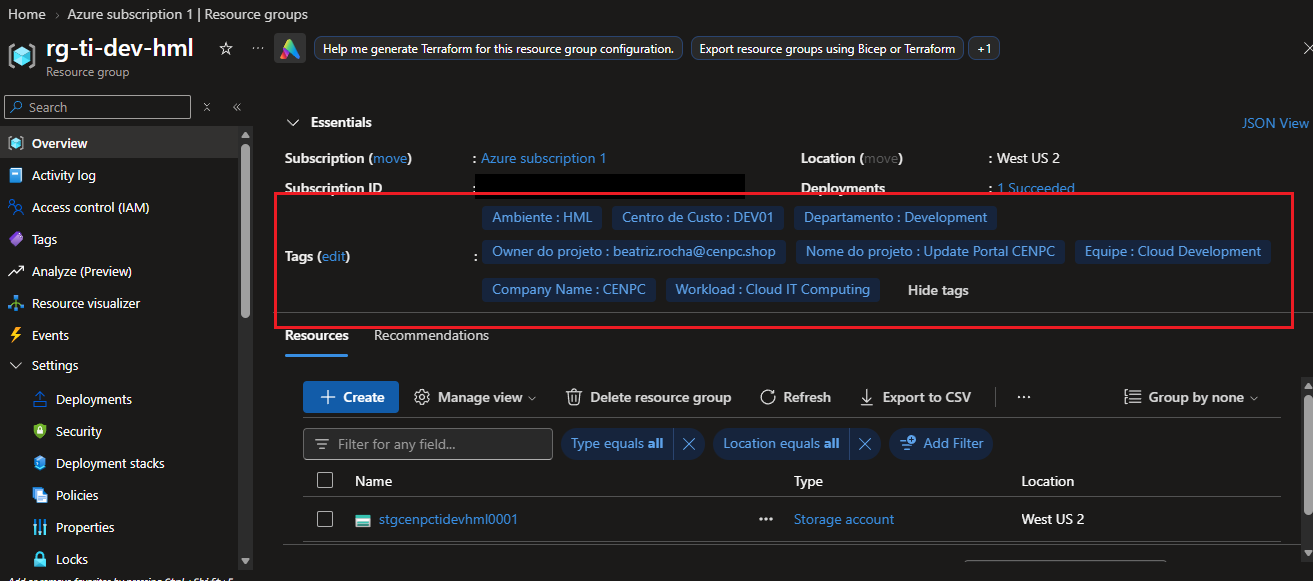 Home > Azure subscription 1 | Resource groups
rg-ti-dev-hml
Resource group
Help me generate Terraform for this resource group configuration.
Export resource groups using Bicep or Terraform
+1
Search
Overview
Activity log
Access control (IAM)
Tags
Analyze (Preview)
Resource visualizer
Events
Settings
Deployments
Security
Deployment stacks
Policies
Properties
Locks
Essentials
JSON View
Subscription (move) : Azure subscription 1
Location (move) : West US 2
Subscription ID :
Deployments : 1 Succeeded
Tags (edit) :
Ambiente : HML Centro de Custo : DEV01 Departamento : Development
Owner do projeto : beatriz.rocha@cenpc.shop Nome do projeto : Update Portal CENPC Equipe : Cloud Development
Company Name : CENPC Workload : Cloud IT Computing Hide tags
Resources Recommendations
Create Manage view Delete resource group Refresh Export to CSV ... Group by none
Filter for any field... Type equals all Location equals all Add Filter
Name Type Location
stgcenpctidevhml0001 ... Storage account West US 2